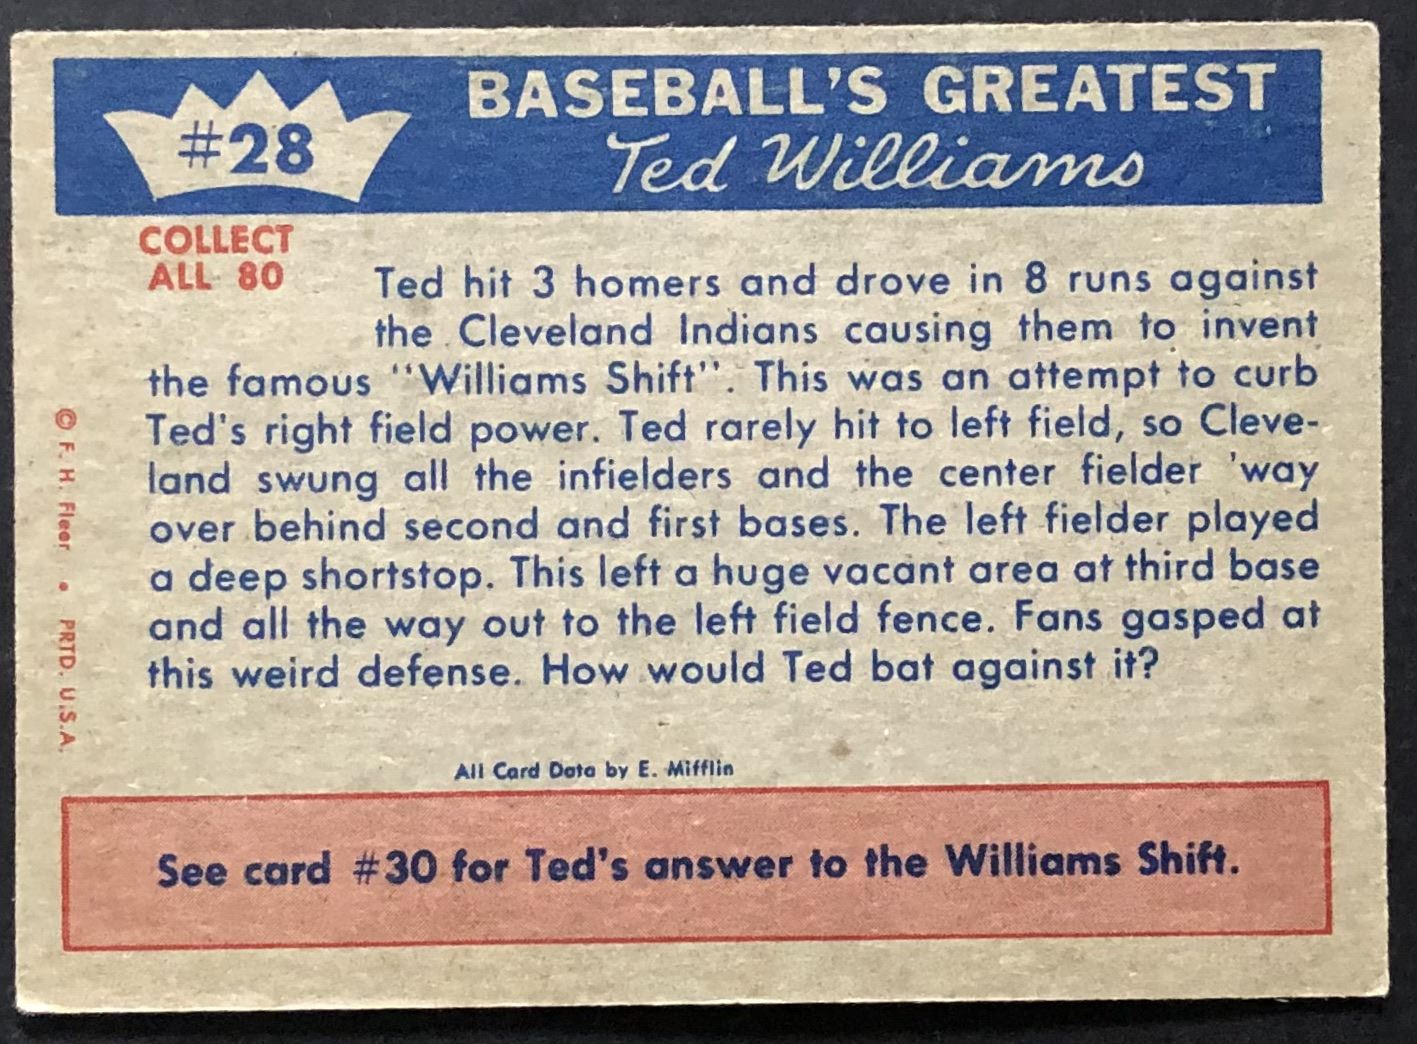 #28
BASEBALL'S GREATEST
Ted Williams
COLLECT
ALL 80
Ted hit 3 homers and drove in 8 runs against
the Cleveland Indians causing them to invent
the famous "Williams Shift". This was an attempt to curb
Ted's right field power. Ted rarely hit to left field, so Cleve-
land swung all the infielders and the center fielder 'way
over behind second and first bases. The left fielder played
a deep shortstop. This left a huge vacant area at third base
and all the way out to the left field fence. Fans gasped at
this weird defense. How would Ted bat against it?
© F. H. Fleer • PRTD. U.S.A.
All Card Data by E. Mifflin
See card #30 for Ted's answer to the Williams Shift.